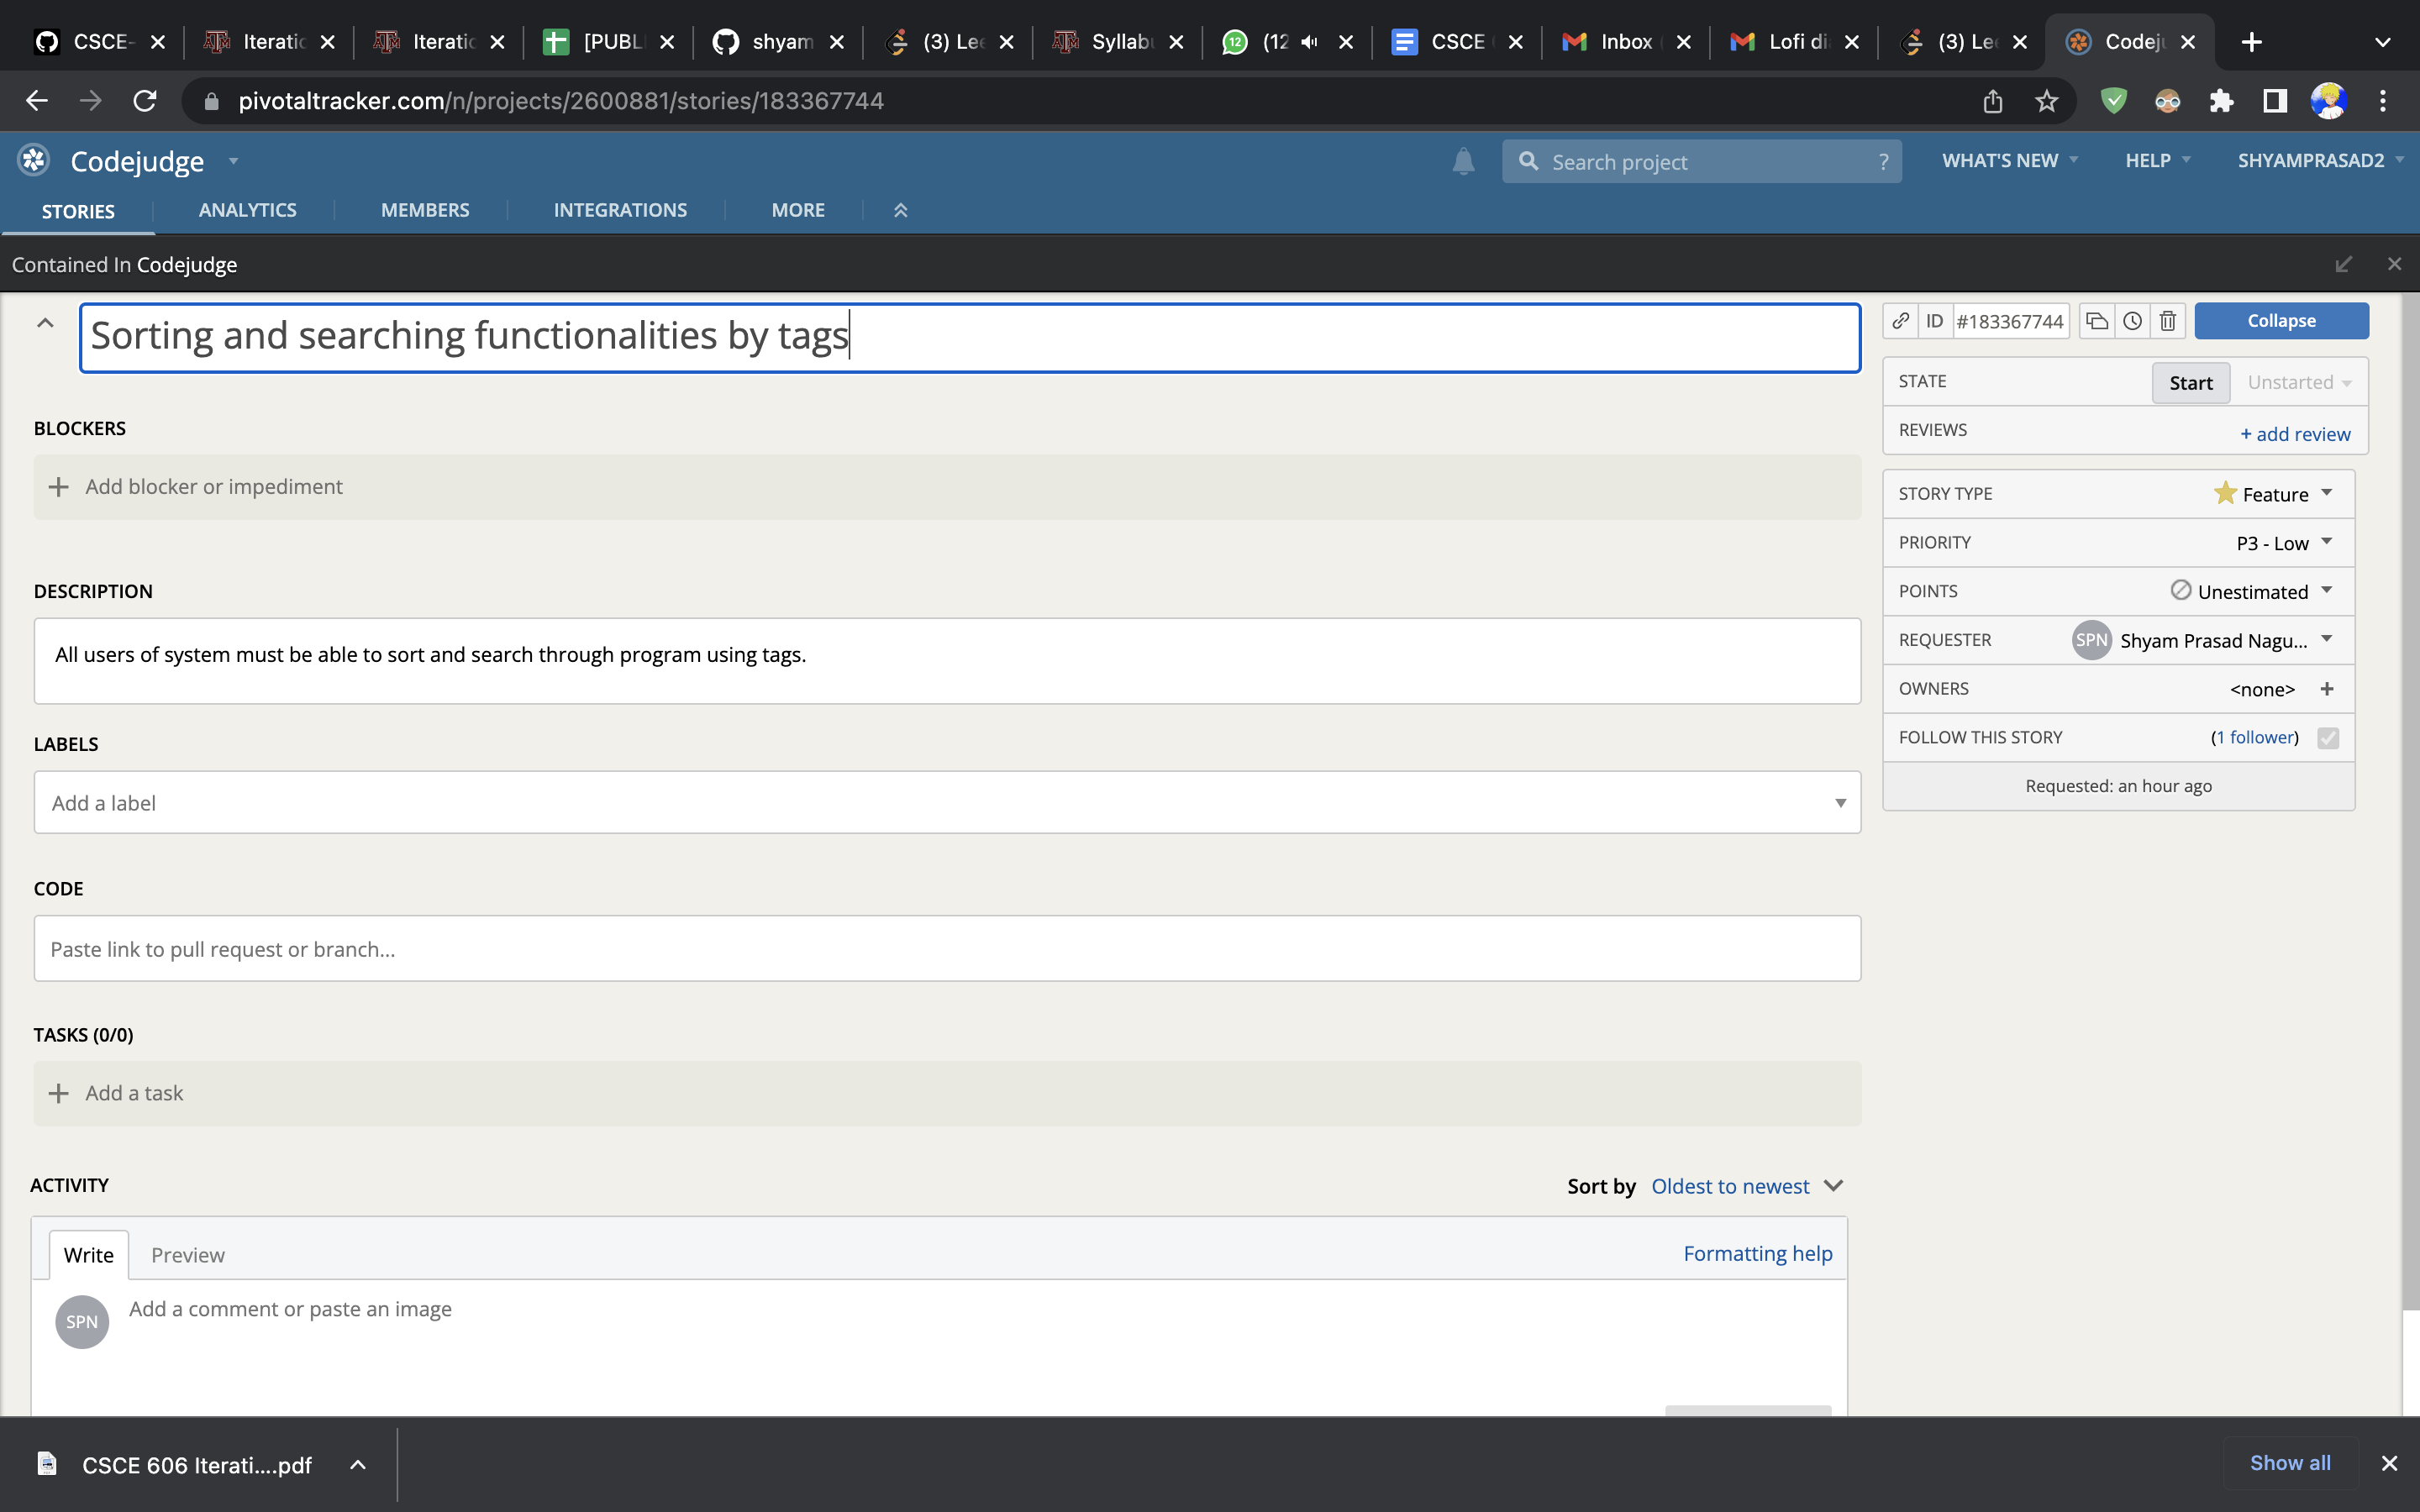 CSCE-
Iteratic
Iteratic
[PUBL
shyam
(3) Le
Syllab
12 (12
CSCE
Inbox
Lofi di
(3) Le
Codej
pivotaltracker.com/n/projects/2600881/stories/183367744
Codejudge
Search project ?
WHAT'S NEW
HELP
SHYAMPRASAD2
STORIES
ANALYTICS
MEMBERS
INTEGRATIONS
MORE
Contained In Codejudge
Sorting and searching functionalities by tags
ID #183367744
Collapse
STATE Start Unstarted
REVIEWS + add review
STORY TYPE Feature
PRIORITY P3 - Low
POINTS Unestimated
REQUESTER SPN Shyam Prasad Nagu...
OWNERS <none> +
FOLLOW THIS STORY (1 follower)
Requested: an hour ago
BLOCKERS
+ Add blocker or impediment
DESCRIPTION
All users of system must be able to sort and search through program using tags.
LABELS
Add a label
CODE
Paste link to pull request or branch...
TASKS (0/0)
+ Add a task
ACTIVITY
Sort by Oldest to newest
Write
Preview
Formatting help
SPN
Add a comment or paste an image
CSCE 606 Iterati....pdf
Show all